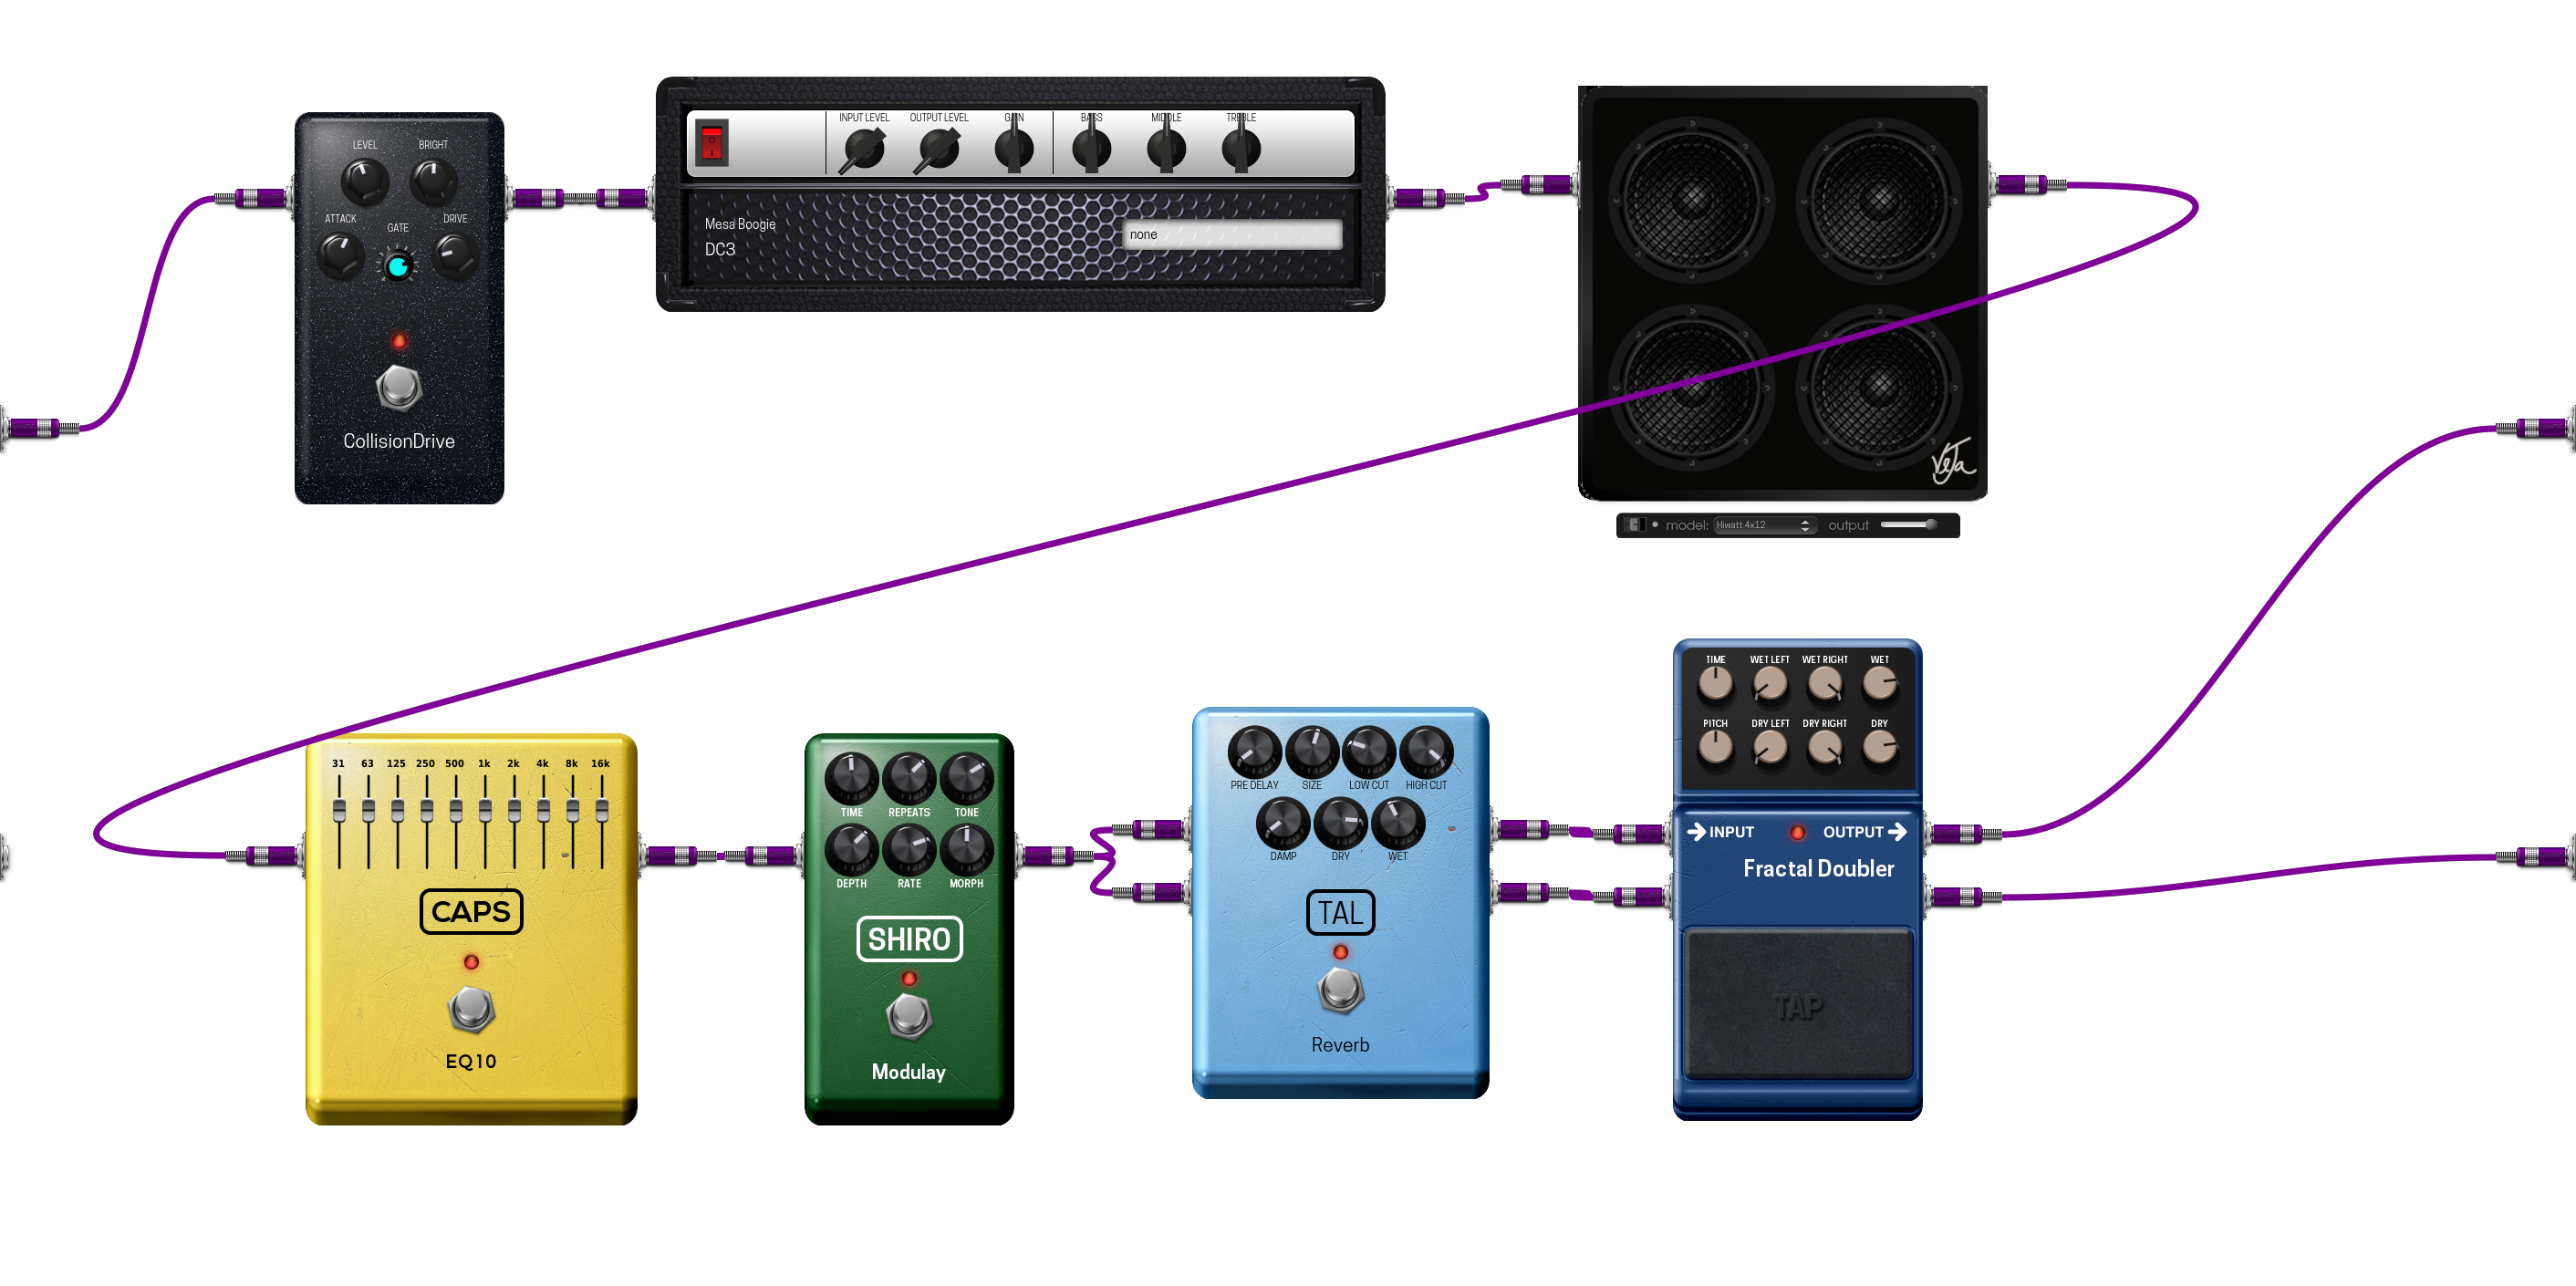 LEVEL BRIGHT
ATTACK GATE DRIVE
CollisionDrive
INPUT LEVEL OUTPUT LEVEL GAIN BASS MIDDLE TREBLE
Mesa Boogie
DC3
none
VeJa
model: Hiwatt 4x12 output
31 63 125 250 500 1k 2k 4k 8k 16k
CAPS
EQ10
TIME REPEATS TONE
DEPTH RATE MORPH
SHIRO
Modulay
PRE DELAY SIZE LOW CUT HIGH CUT
DAMP DRY WET
TAL
Reverb
TIME WET LEFT WET RIGHT WET
PITCH DRY LEFT DRY RIGHT DRY
INPUT OUTPUT
Fractal Doubler
TAP